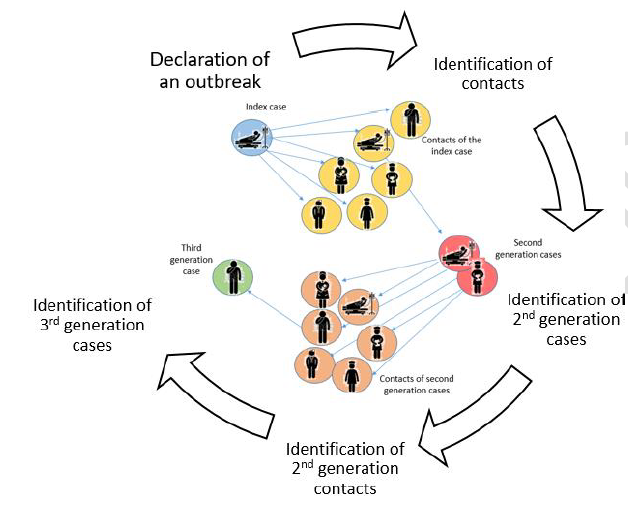 Declaration of
an outbreak
Identification of
contacts
Index case
Contacts of the
index case
Second
generation cases
Third
generation
case
Identification of
2nd generation
cases
Identification of
3rd generation
cases
Contacts of second
generation cases
Identification of
2nd generation
contacts